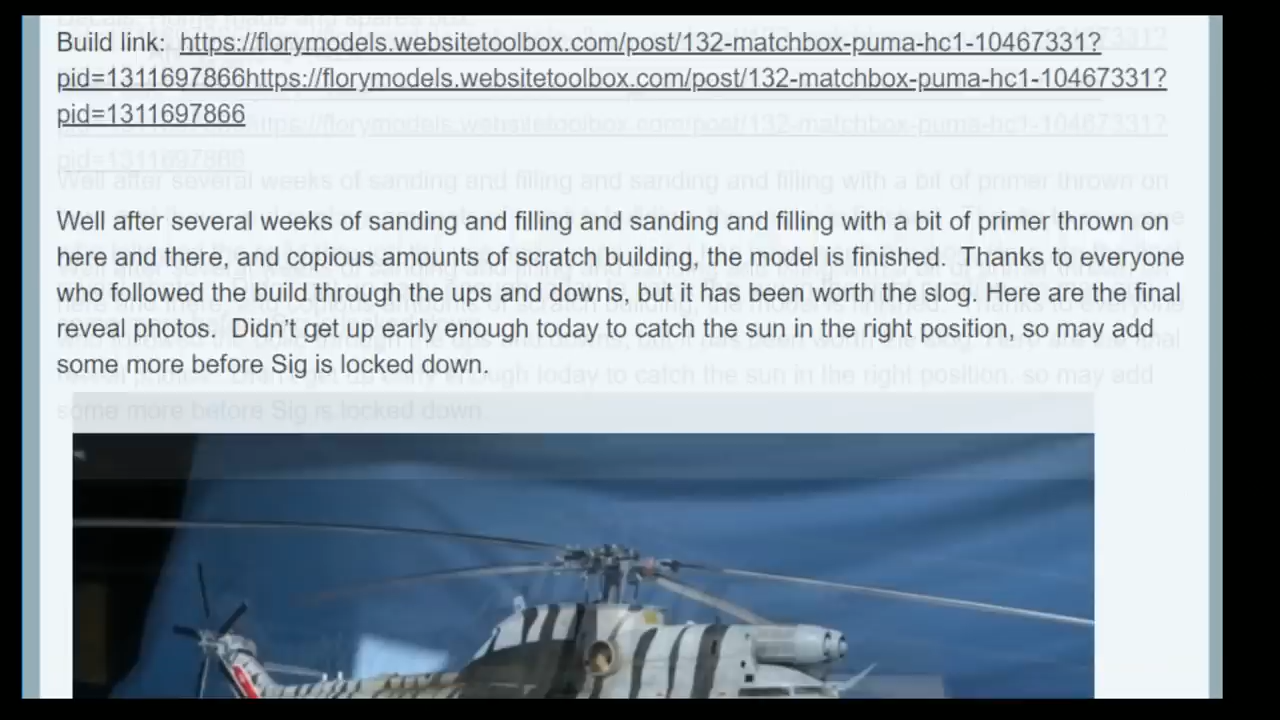 Build link:  https://florymodels.websitetoolbox.com/post/132-matchbox-puma-hc1-10467331?
pid=1311697866https://florymodels.websitetoolbox.com/post/132-matchbox-puma-hc1-10467331?
pid=1311697866
Well after several weeks of sanding and filling and sanding and filling with a bit of primer thrown on
here and there, and copious amounts of scratch building, the model is finished.  Thanks to everyone
who followed the build through the ups and downs, but it has been worth the slog. Here are the final
reveal photos.  Didn't get up early enough today to catch the sun in the right position, so may add
some more before Sig is locked down.